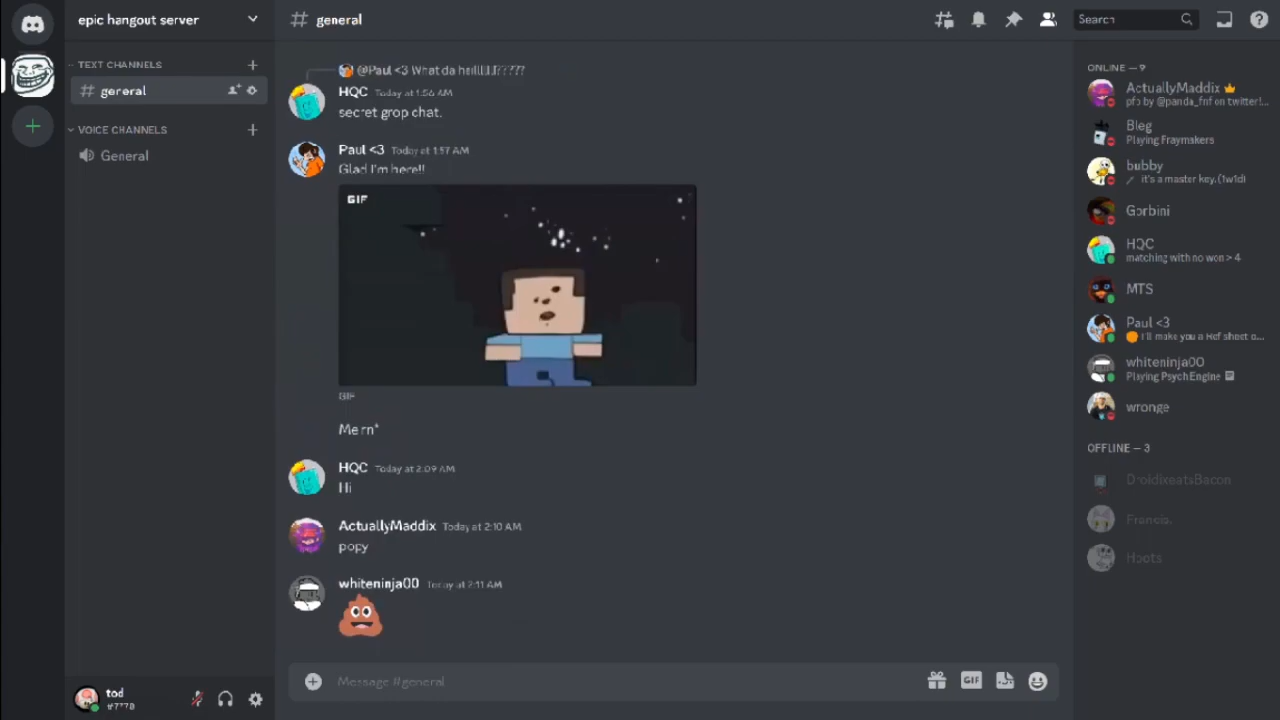 epic hangout server
TEXT CHANNELS
general
VOICE CHANNELS
General
tod
#7778
general
Search
@Paul <3 What da
HQC Today at 1:56 AM
secret grop chat.
Paul <3 Today at 1:57 AM
Glad I'm here!!
GIF
GIF
Me rn*
HQC Today at 2:09 AM
Hi
ActuallyMaddix Today at 2:10 AM
popy
whiteninja00 Today at 2:11 AM
Message #general
GIF
ONLINE — 9
ActuallyMaddix
pfp by @panda_fnf on twitter!...
Bleg
Playing Fraymakers
bubby
it's a master key.(1w1d)
Gorbini
HQC
matching with no won > 4
MTS
Paul <3
I'll make you a Ref sheet o...
whiteninja00
Playing Psych Engine
wronge
OFFLINE — 3
DroidixeatsBacon
Francis.
Hoots